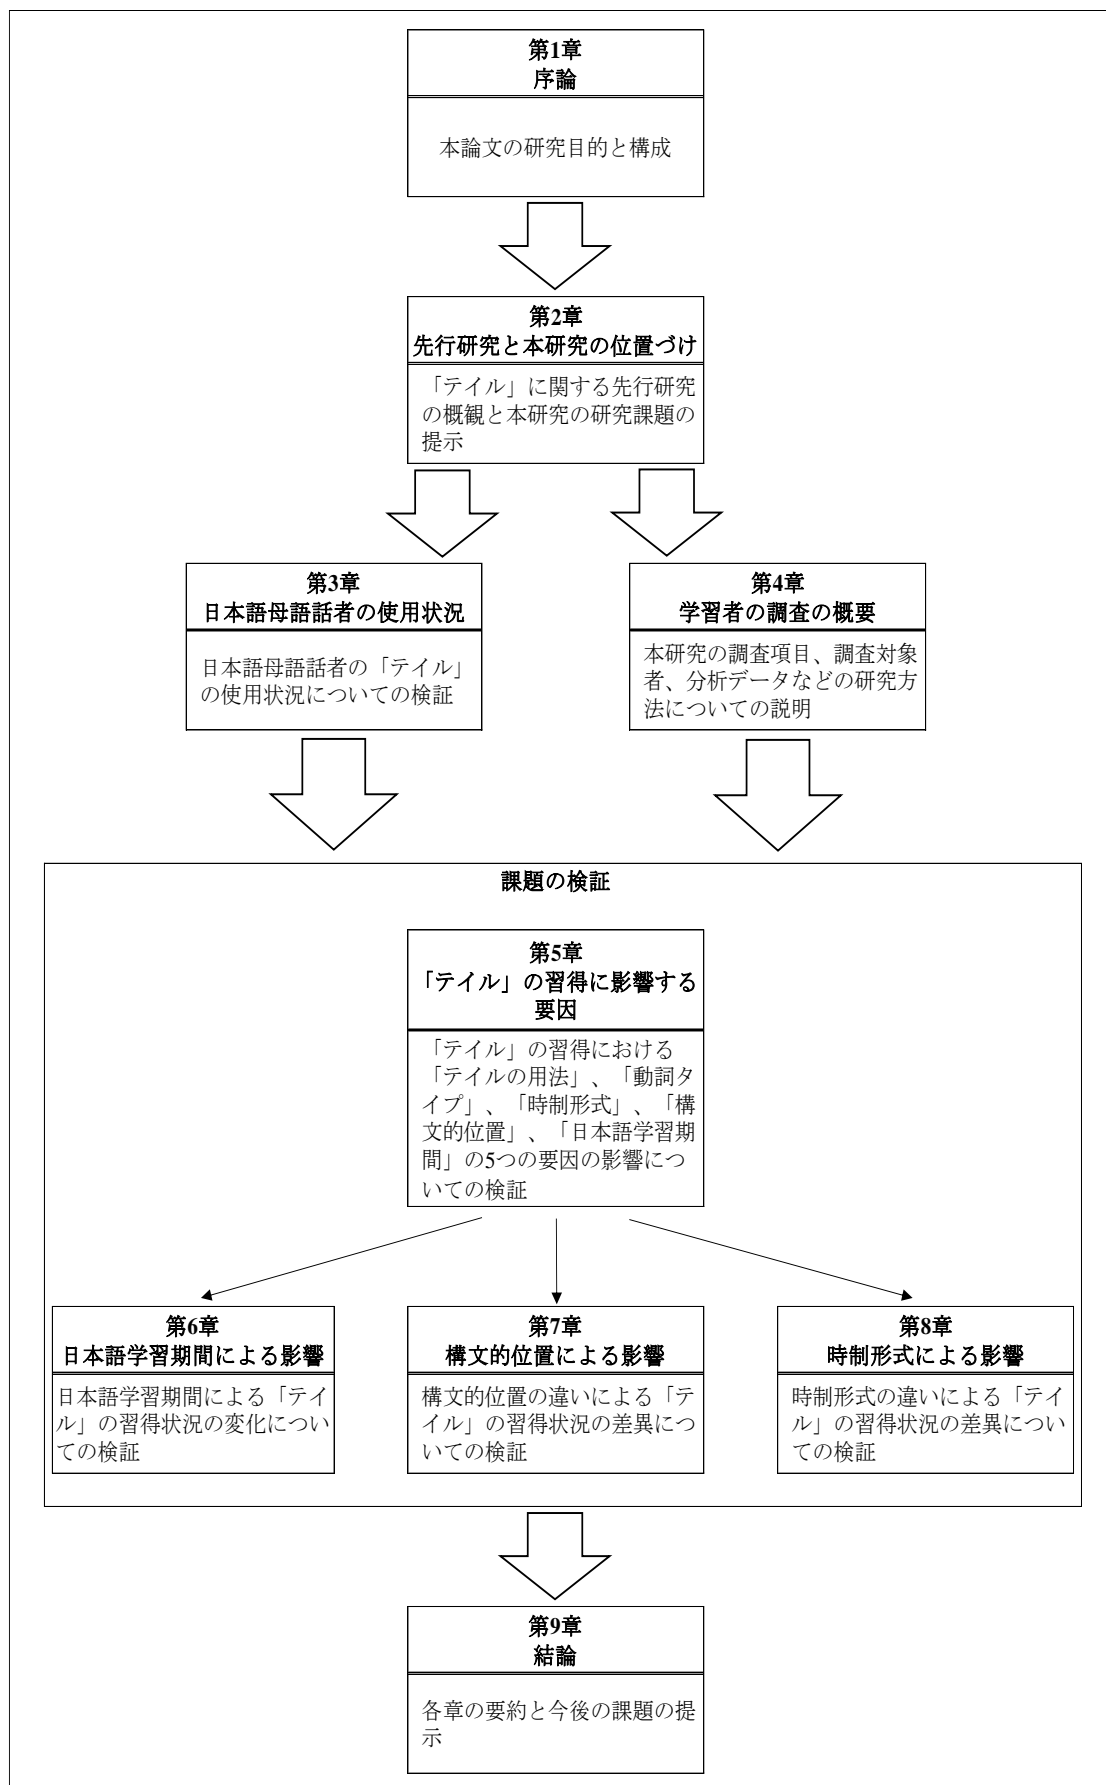 第1章
序論
本論文の研究目的と構成
第2章
先行研究と本研究の位置づけ
「テイル」に関する先行研究
の概観と本研究の研究課題の
提示
第3章
日本語母語話者の使用状況
日本語母語話者の「テイル」
の使用状況についての検証
第4章
学習者の調査の概要
本研究の調査項目、調査対象
者、分析データなどの研究方
法についての説明
課題の検証
第5章
「テイル」の習得に影響する
要因
「テイル」の習得における
「テイルの用法」、「動詞タ
イプ」、「時制形式」、「構
文的位置」、「日本語学習期
間」の5つの要因の影響につ
いての検証
第6章
日本語学習期間による影響
日本語学習期間による「テイ
ル」の習得状況の変化につい
ての検証
第7章
構文的位置による影響
構文的位置の違いによる「テ
イル」の習得状況の差異につ
いての検証
第8章
時制形式による影響
時制形式の違いによる「テイ
ル」の習得状況の差異につい
ての検証
第9章
結論
各章の要約と今後の課題の提
示